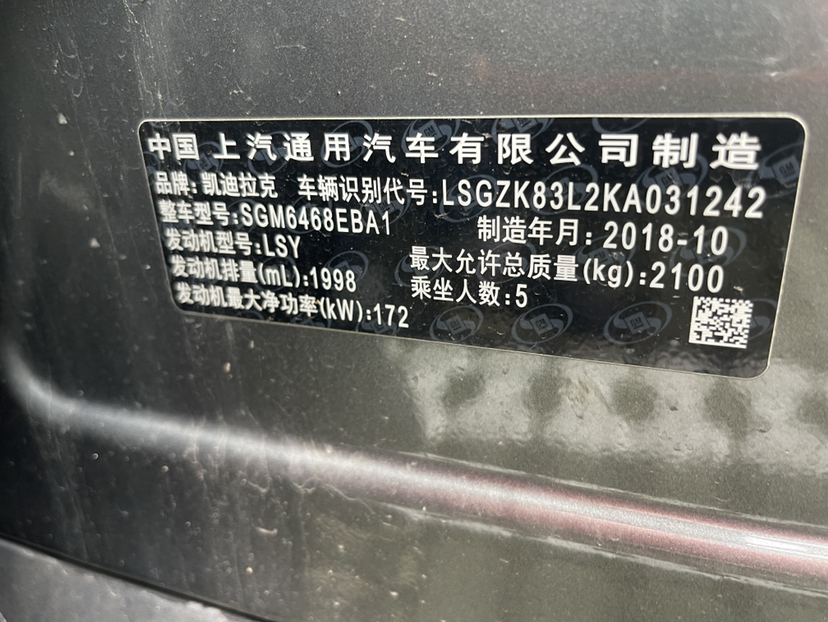 中国 上汽通用汽车有限公司制造
品牌: 凯迪拉克 车辆识别代号:LSGZK83L2KA031242
整车型号:SGM6468EBA1 制造年月: 2018-10
发动机型号:LSY 最大允许总质量(kg):2100
发动机排量(mL):1998 乘坐人数:5
发动机最大净功率(kW):172